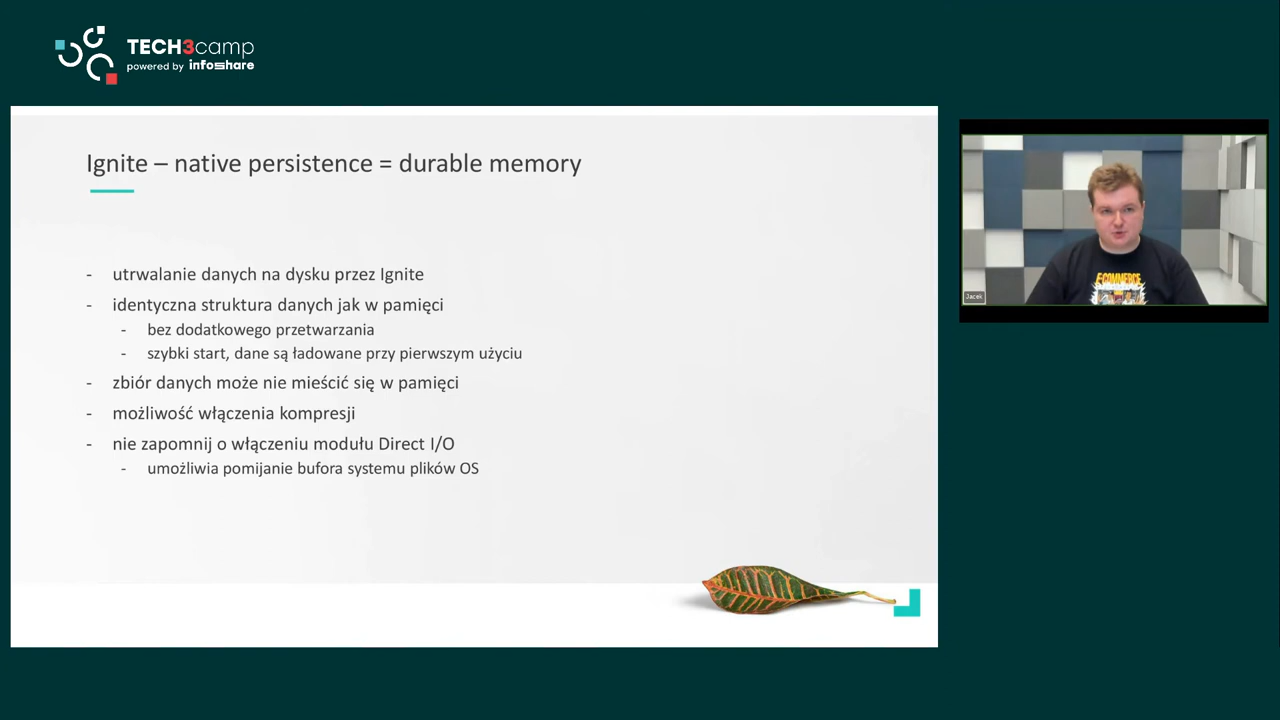 TECH3camp
powered by infoshare
Ignite – native persistence = durable memory
- utrwalanie danych na dysku przez Ignite
- identyczna struktura danych jak w pamięci
- bez dodatkowego przetwarzania
- szybki start, dane są ładowane przy pierwszym użyciu
- zbiór danych może nie mieścić się w pamięci
- możliwość włączenia kompresji
- nie zapomnij o włączeniu modułu Direct I/O
- umożliwia pomijanie bufora systemu plików OS
Jacek
ECOMMERCE